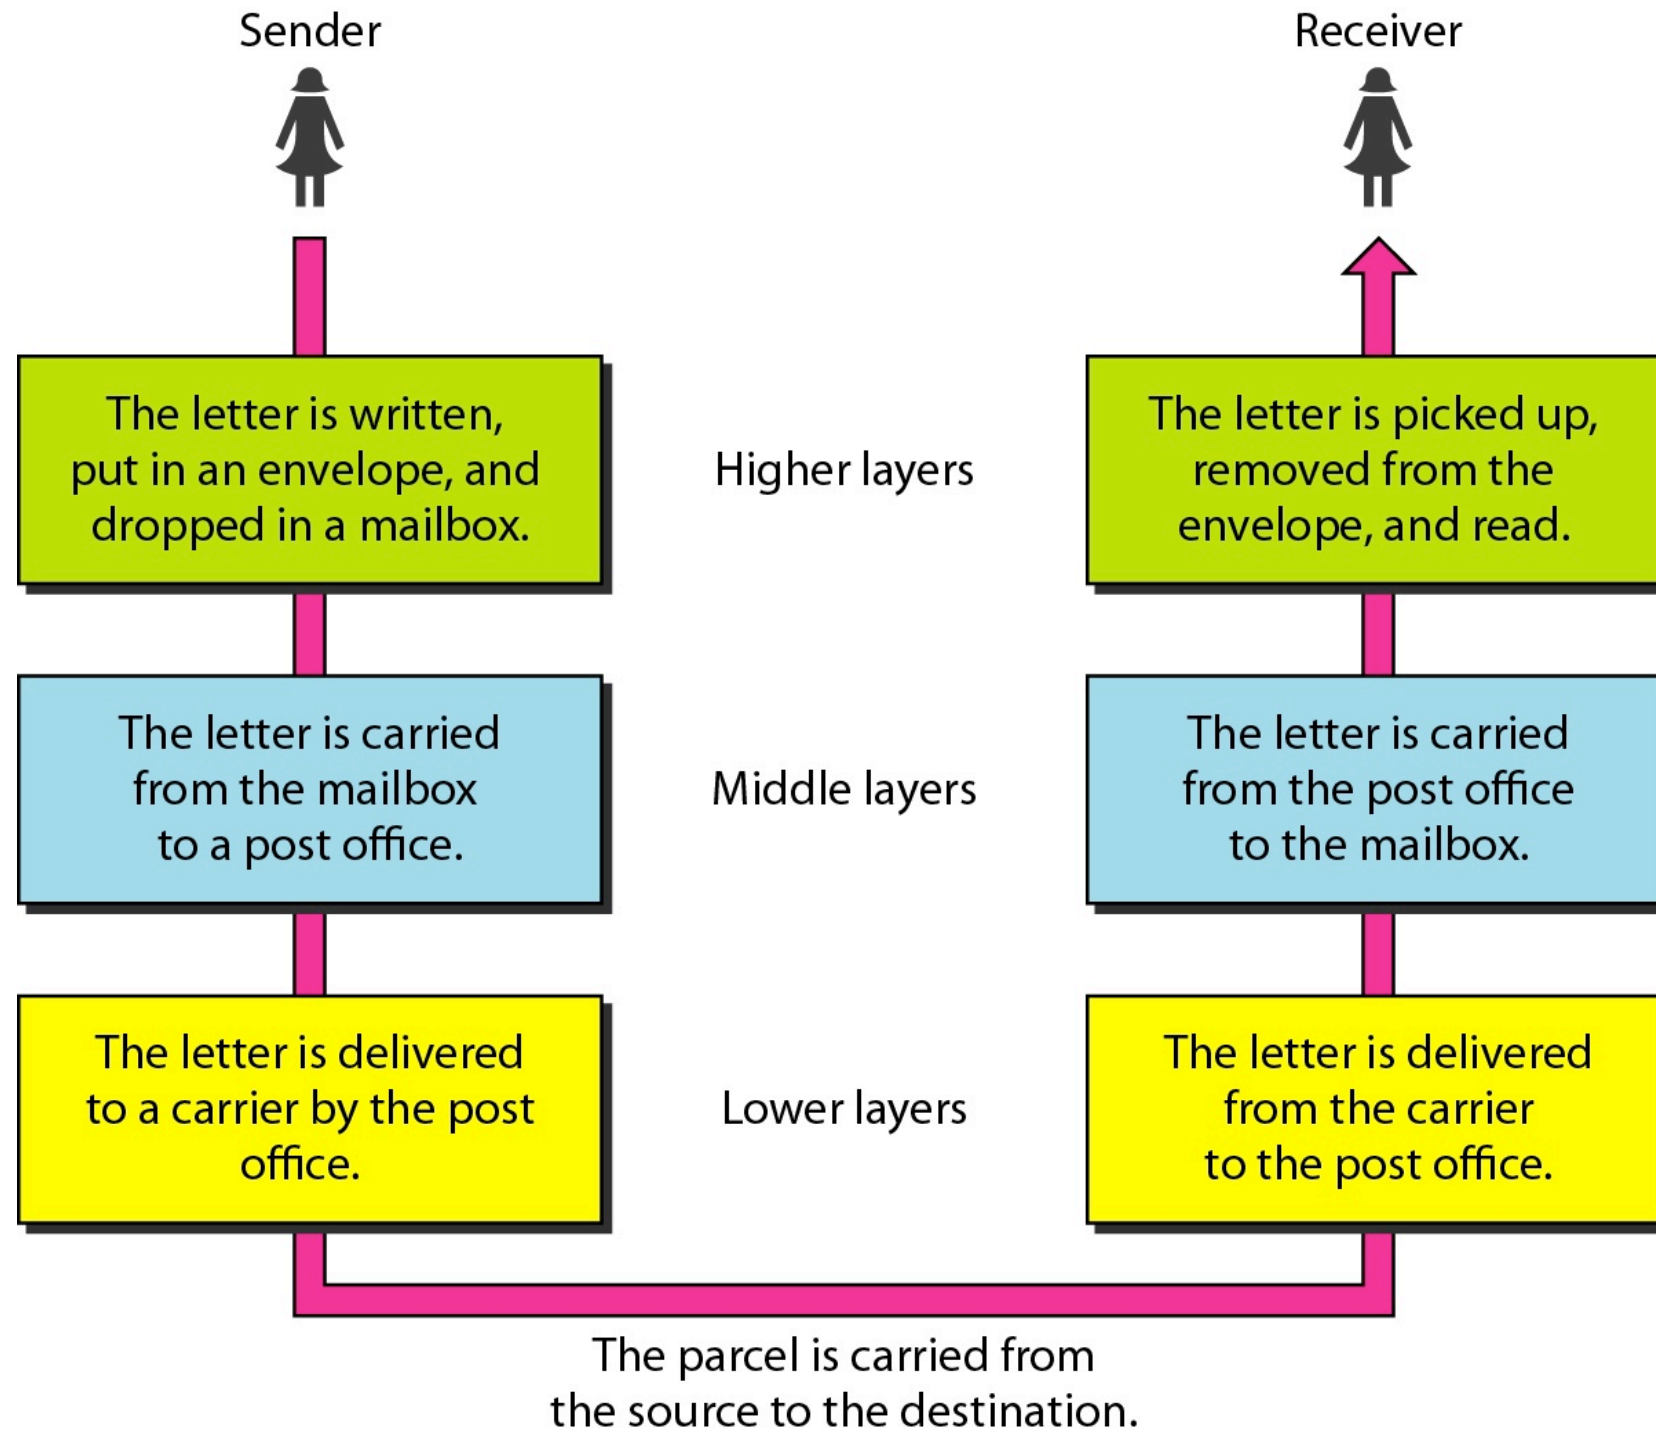 Sender
Receiver
The letter is written,
put in an envelope, and
dropped in a mailbox.
Higher layers
The letter is picked up,
removed from the
envelope, and read.
The letter is carried
from the mailbox
to a post office.
Middle layers
The letter is carried
from the post office
to the mailbox.
The letter is delivered
to a carrier by the post
office.
Lower layers
The letter is delivered
from the carrier
to the post office.
The parcel is carried from
the source to the destination.